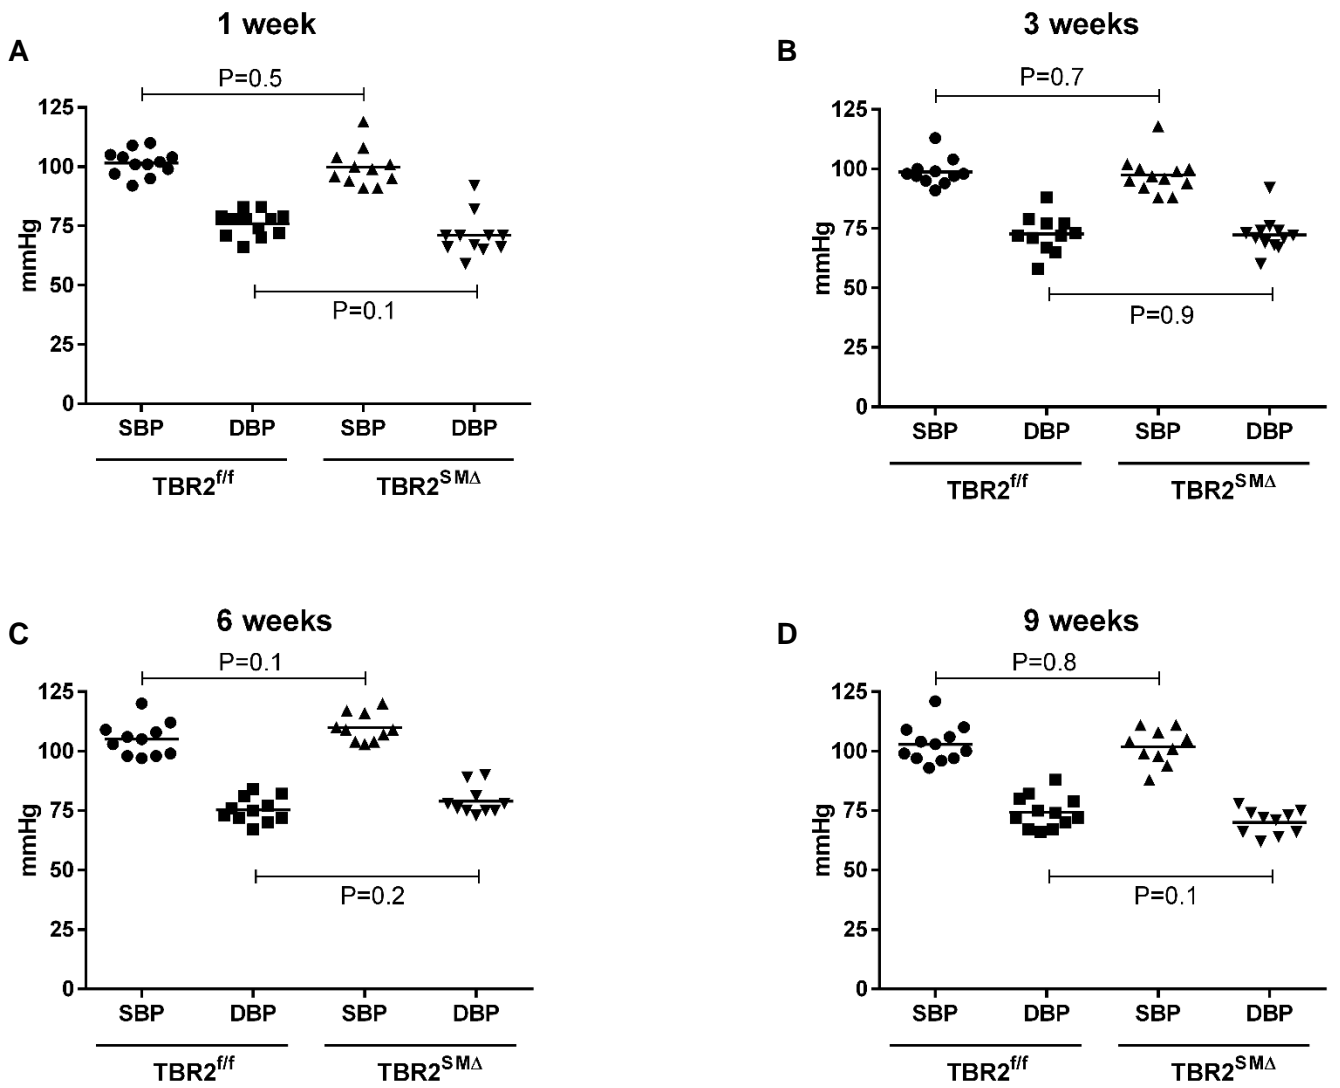 1 week
A
P=0.5
125
100
75
50
25
0
mmHg
P=0.1
SBP DBP SBP DBP
TBR2f/f TBR2SMΔ
3 weeks
B
P=0.7
125
100
75
50
25
0
mmHg
P=0.9
SBP DBP SBP DBP
TBR2f/f TBR2SMΔ
6 weeks
C
P=0.1
125
100
75
50
25
0
mmHg
P=0.2
SBP DBP SBP DBP
TBR2f/f TBR2SMΔ
9 weeks
D
P=0.8
125
100
75
50
25
0
mmHg
P=0.1
SBP DBP SBP DBP
TBR2f/f TBR2SMΔ